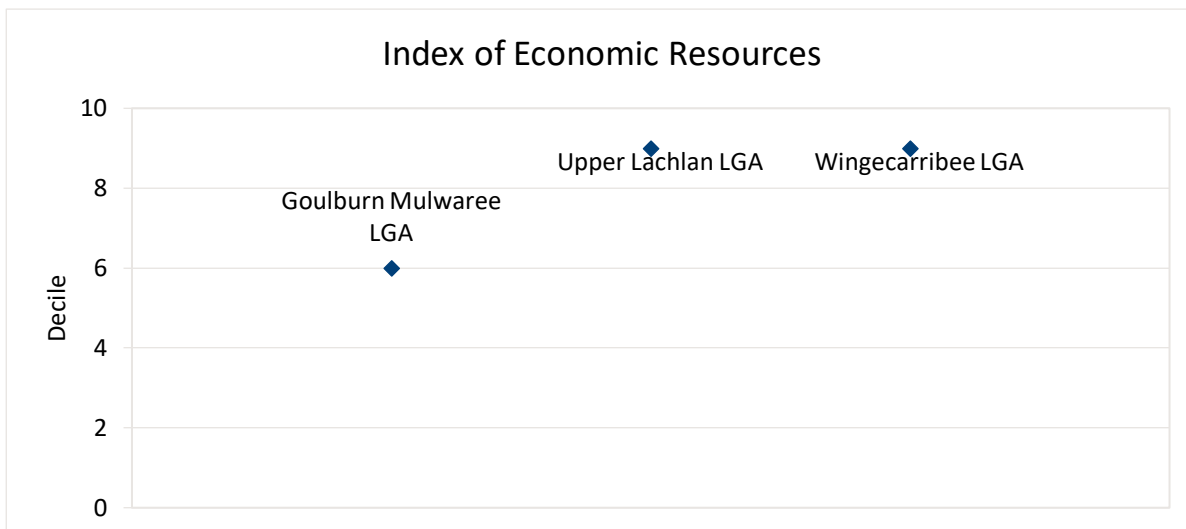 Index of Economic Resources
10
Upper Lachlan LGA
Wingecarribee LGA
8
Goulburn Mulwaree
LGA
6
Decile
4
2
0